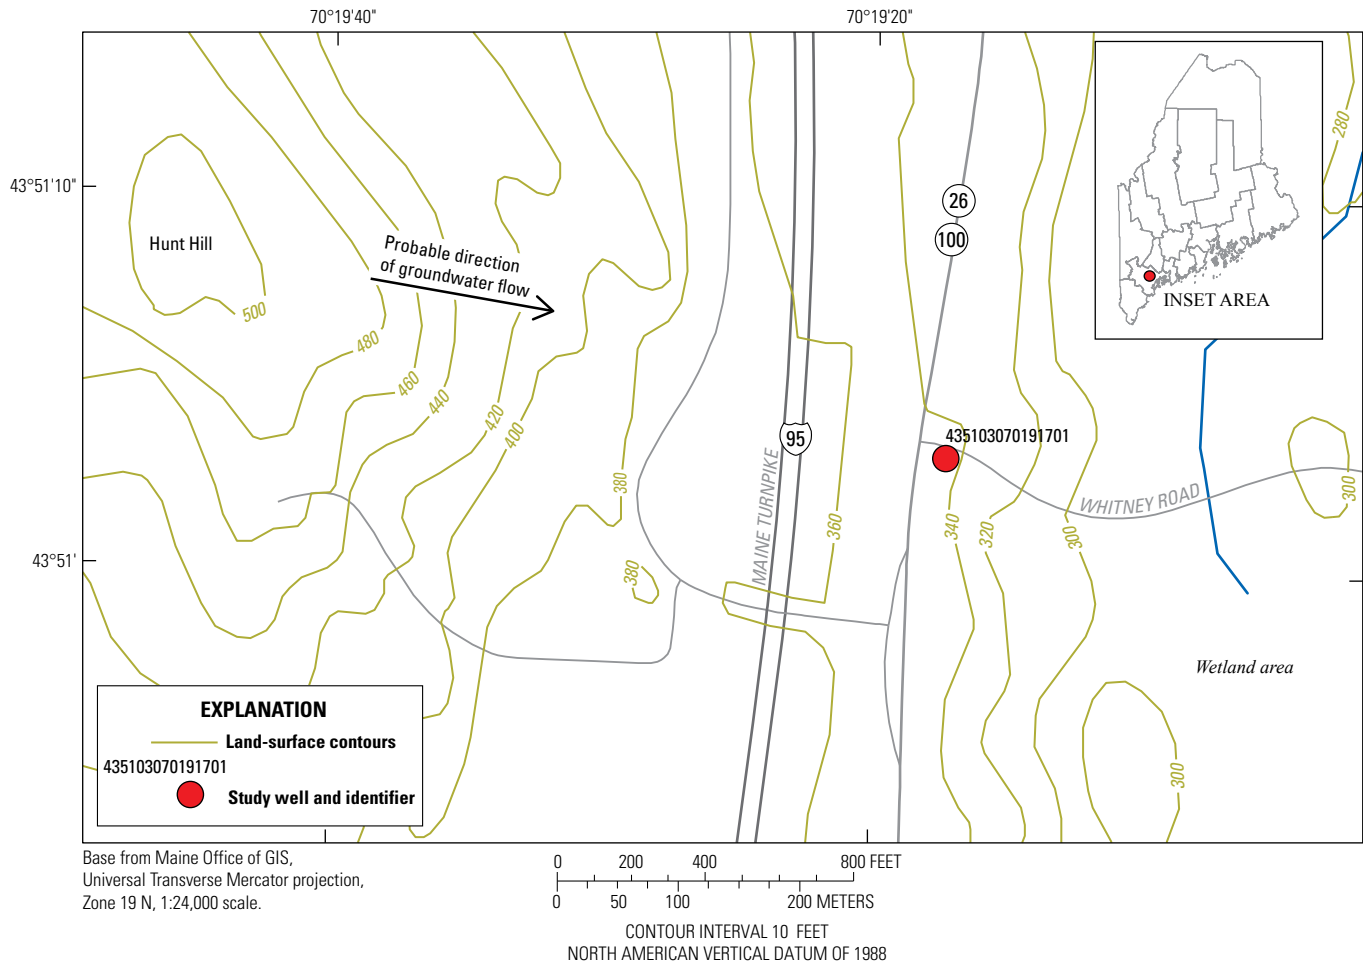 70°19'40"
70°19'20"
43°51'10"
43°51'
Hunt Hill
Probable direction
of groundwater flow
500
480
460
440
420
400
380
380
360
340
320
300
300
300
280
26
100
95
MAINE TURNPIKE
WHITNEY ROAD
435103070191701
Wetland area
INSET AREA
EXPLANATION
Land-surface contours
435103070191701
Study well and identifier
Base from Maine Office of GIS,
Universal Transverse Mercator projection,
Zone 19 N, 1:24,000 scale.
0 200 400 800 FEET
0 50 100 200 METERS
CONTOUR INTERVAL 10 FEET
NORTH AMERICAN VERTICAL DATUM OF 1988